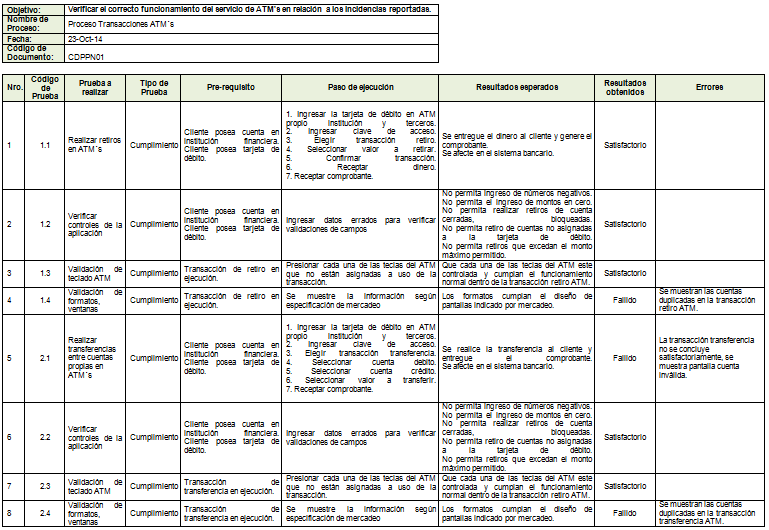 Objetivo: Verificar el correcto funcionamiento del servicio de ATM's en relación a los incidencias reportadas.
Nombre de
Proceso: Proceso Transacciones ATM´s
Fecha: 23-Oct-14
Código de
Documento: CDPPN01
Nro. Código de Prueba Prueba a realizar Tipo de Prueba Pre-requisito Paso de ejecución Resultados esperados Resultados obtenidos Errores
1 1.1
Realizar retiros
en ATM´s
Cumplimiento
Cliente posea cuenta en
institución financiera.
Cliente posea tarjeta de
débito.
1. Ingresar la tarjeta de débito en ATM
propio institución y terceros.
2. Ingresar clave de acceso.
3. Elegir transacción retiro.
4. Seleccionar valor a retirar.
5. Confirmar transacción.
6. Receptar dinero.
7. Receptar comprobante.
Se entregue el dinero al cliente y genere el
comprobante.
Se afecte en el sistema bancario.
Satisfactorio
2 1.2
Verificar
controles de la
aplicación
Cumplimiento
Cliente posea cuenta en
institución financiera.
Cliente posea tarjeta de
débito.
Ingresar datos errados para verificar
validaciones de campos
No permita ingreso de números negativos.
No permita el ingreso de montos en cero.
No permita realizar retiros de cuenta
cerradas, bloqueadas.
No permita retiro de cuentas no asignadas
a la tarjeta de débito.
No permita retiros que excedan el monto
máximo permitido.
Satisfactorio
3 1.3
Validación de
teclado ATM
Cumplimiento
Transacción de retiro en
ejecución.
Presionar cada una de las teclas del ATM
que no están asignadas a uso de la
transacción.
Que cada una de las teclas del ATM este
controlada y cumplan el funcionamiento
normal dentro de la transacción retiro ATM.
Satisfactorio
4 1.4
Validación de
formatos,
ventanas
Cumplimiento
Transacción de retiro en
ejecución.
Se muestre la información según
especificación de mercadeo
Los formatos cumplan el diseño de
pantallas indicado por mercadeo.
Fallido
Se muestran las cuentas
duplicadas en la transacción
retiro ATM.
5 2.1
Realizar
transferencias
entre cuentas
propias en
ATM´s
Cumplimiento
Cliente posea cuenta en
institución financiera.
Cliente posea tarjeta de
débito.
1. Ingresar la tarjeta de débito en ATM
propio institución y terceros.
2. Ingresar clave de acceso.
3. Elegir transacción transferencia.
4. Seleccionar cuenta débito.
5. Seleccionar cuenta crédito.
6. Seleccionar valor a transferir.
7. Receptar comprobante.
Se realice la transferencia al cliente y
entregue el comprobante.
Se afecte en el sistema bancario.
Fallido
La transacción transferencia
no se concluye
satisfactoriamente, se
muestra pantalla cuenta
inválida.
6 2.2
Verificar
controles de la
aplicación
Cumplimiento
Cliente posea cuenta en
institución financiera.
Cliente posea tarjeta de
débito.
Ingresar datos errados para verificar
validaciones de campos
No permita ingreso de números negativos.
No permita el ingreso de montos en cero.
No permita realizar retiros de cuenta
cerradas, bloqueadas.
No permita retiro de cuentas no asignadas
a la tarjeta de débito.
No permita retiros que excedan el monto
máximo permitido.
Satisfactorio
7 2.3
Validación de
teclado ATM
Cumplimiento
Transacción de
transferencia en ejecución.
Presionar cada una de las teclas del ATM
que no están asignadas a uso de la
transacción.
Que cada una de las teclas del ATM este
controlada y cumplan el funcionamiento
normal dentro de la transacción retiro ATM.
Satisfactorio
8 2.4
Validación de
formatos,
ventanas
Cumplimiento
Transacción de
transferencia en ejecución.
Se muestre la información según
especificación de mercadeo
Los formatos cumplan el diseño de
pantallas indicado por mercadeo.
Fallido
Se muestran las cuentas
duplicadas en la transacción
transferencia ATM.